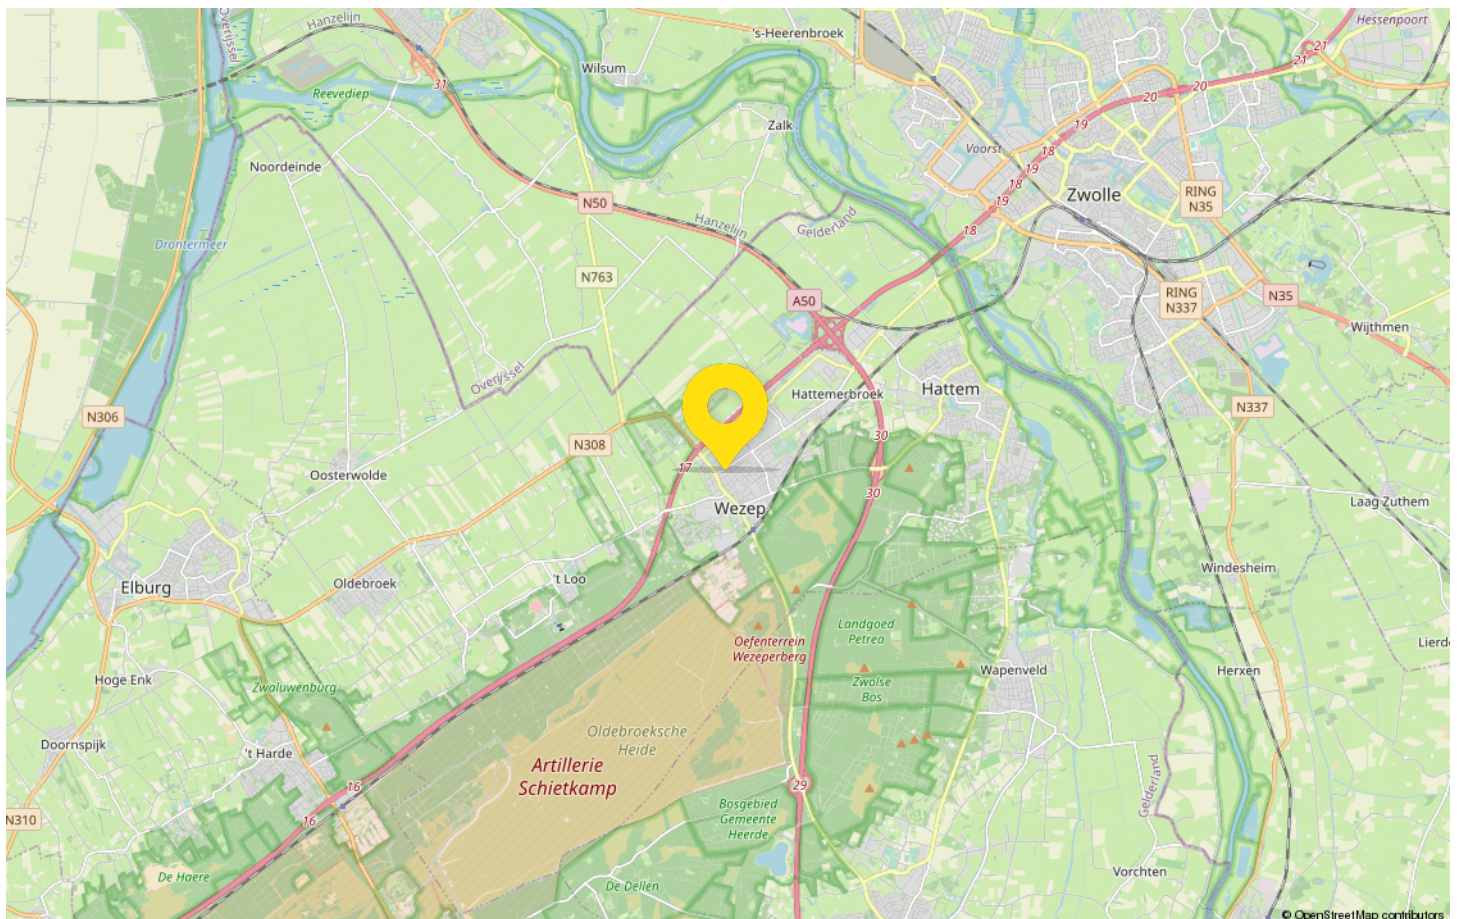 Hanzelijn
Overijssel
's-Heerenbroek
Hessenpoort
21
21
Wilsum
31
Reevediep
20
20
19
Zalk
Voorst
18
19
18
19
Noordeinde
Zwolle
RING
N35
N50
Hanzelijn
Gelderland
18
Drontermeer
N763
A50
RING
N337
N35
Wijthmen
Overijssel
Hattemerbroek
Hattem
N306
N337
N308
30
17
Oosterwolde
30
Wezep
Laag Zuthem
Elburg
Oldebroek
't Loo
Windesheim
Landgoed
Petrea
Oefenterrein
Wezeperberg
Lierde
Hoge Enk
Zwaluwenburg
Zwolse
Bos
Wapenveld
Herxen
Oldebroeksche
Heide
Doornspijk
't Harde
Artillerie
Schietkamp
16
29
Gelderland
N310
16
Bosgebied
Gemeente
Heerde
De Haere
De Dellen
Vorchten
© OpenStreetMap contributors